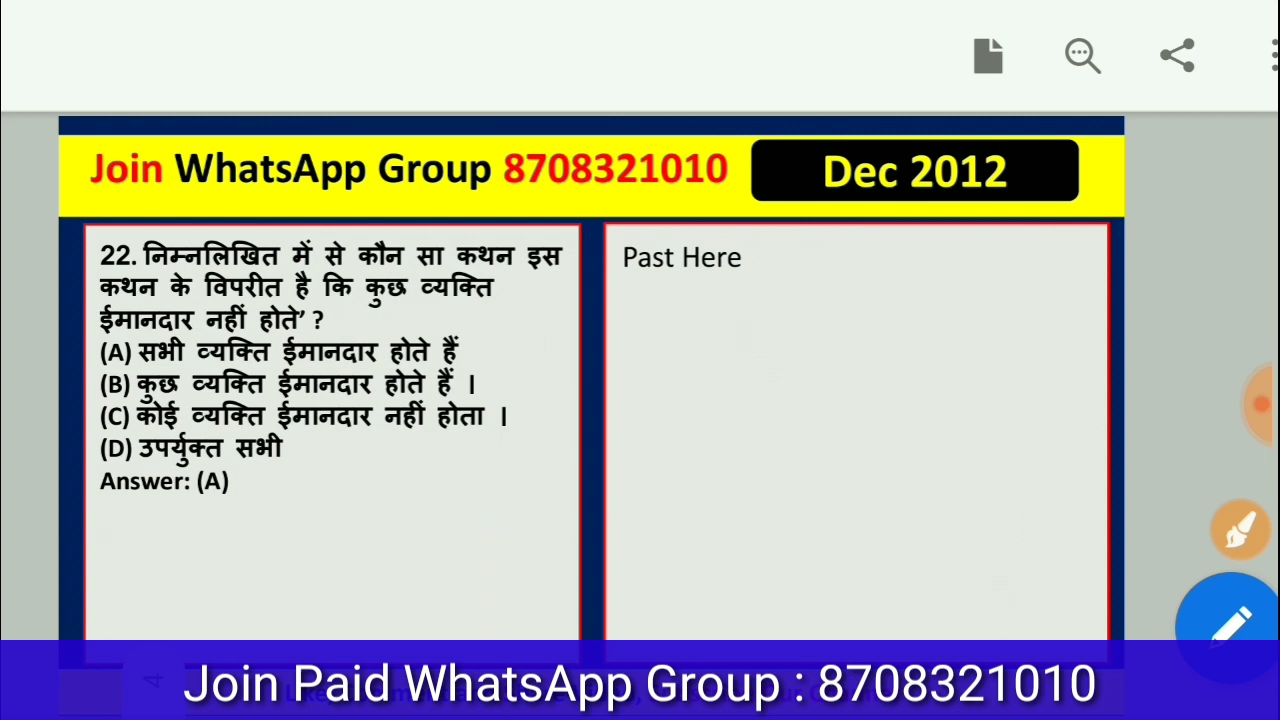 Join WhatsApp Group 8708321010
Dec 2012
22. निम्नलिखित में से कौन सा कथन इस
कथन के विपरीत है कि कुछ व्यक्ति
ईमानदार नहीं होते’ ?
(A) सभी व्यक्ति ईमानदार होते हैं
(B) कुछ व्यक्ति ईमानदार होते हैं ।
(C) कोई व्यक्ति ईमानदार नहीं होता ।
(D) उपर्युक्त सभी
Answer: (A)
Past Here
Join Paid WhatsApp Group : 8708321010